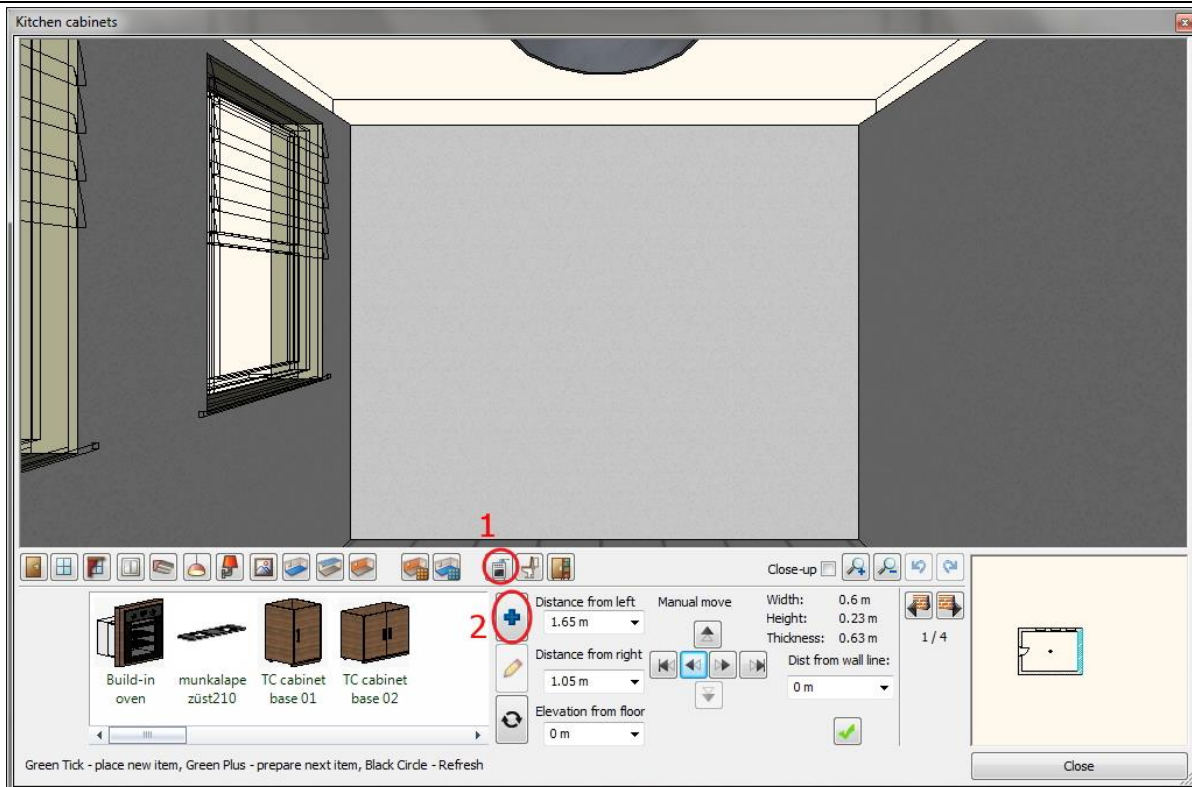 Kitchen cabinets
1
Close-up
2
Distance from left
1.65 m
Manual move
Width: 0.6 m
Height: 0.23 m
Thickness: 0.63 m
1 / 4
Distance from right
1.05 m
Dist from wall line:
0 m
Elevation from floor
0 m
Build-in
oven
munkalape
züst210
TC cabinet
base 01
TC cabinet
base 02
Green Tick - place new item, Green Plus - prepare next item, Black Circle - Refresh
Close